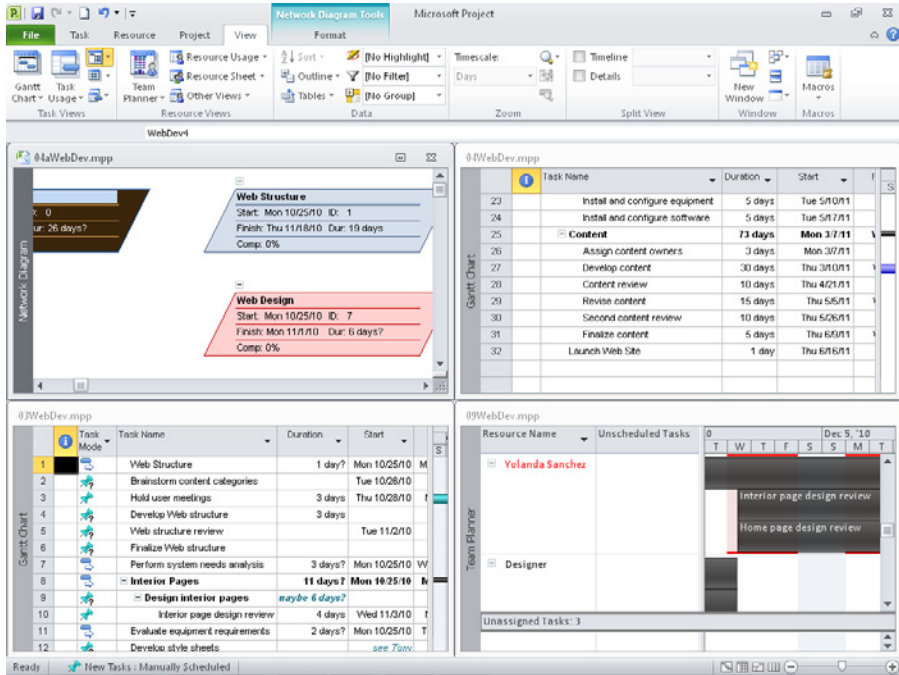 Network Diagram Tools Microsoft Project
File Task Resource Project View Format
Gantt Chart Task Usage Team Planner
Resource Usage
Resource Sheet
Other Views
Sort
Outline
Tables
[No Highlight]
[No Filter]
[No Group]
Timescale:
Days
Timeline
Details
New Window Macros
Task Views Resource Views Data Zoom Split View Window Macros
WebDev4
04aWebDev.mpp
Network Diagram
0
ur: 26 days?
Web Structure
Start: Mon 10/25/10 ID: 1
Finish: Thu 11/18/10 Dur: 19 days
Comp: 0%
Web Design
Start: Mon 10/25/10 ID: 7
Finish: Mon 11/1/10 Dur: 6 days?
Comp: 0%
04WebDev.mpp
Gantt Chart
Task Name Duration Start F S
23 Install and configure equipment 5 days Tue 5/10/11
24 Install and configure software 5 days Tue 5/17/11
25 Content 73 days Mon 3/7/11
26 Assign content owners 3 days Mon 3/7/11
27 Develop content 30 days Thu 3/10/11
28 Content review 10 days Thu 4/21/11
29 Revise content 15 days Thu 5/5/11
30 Second content review 10 days Thu 5/26/11
31 Finalize content 5 days Thu 6/9/11
32 Launch Web Site 1 day Thu 6/16/11
03WebDev.mpp
Gantt Chart
Task Mode Task Name Duration Start S
1 Web Structure 1 day? Mon 10/25/10 M
2 Brainstorm content categories Tue 10/26/10
3 Hold user meetings 3 days Thu 10/28/10
4 Develop Web structure 3 days
5 Web structure review Tue 11/2/10
6 Finalize Web structure
7 Perform system needs analysis 3 days? Mon 10/25/10 W
8 Interior Pages 11 days? Mon 10/25/10
9 Design interior pages maybe 6 days?
10 Interior page design review 4 days Wed 11/3/10
11 Evaluate equipment requirements 2 days? Mon 10/25/10 T
12 Develop style sheets see Tony
09WebDev.mpp
Team Planner
Resource Name Unscheduled Tasks 0 Dec 5, '10
T W T F S S M T
Yolanda Sanchez
Interior page design review
Home page design review
Designer
Unassigned Tasks: 3
Ready New Tasks : Manually Scheduled